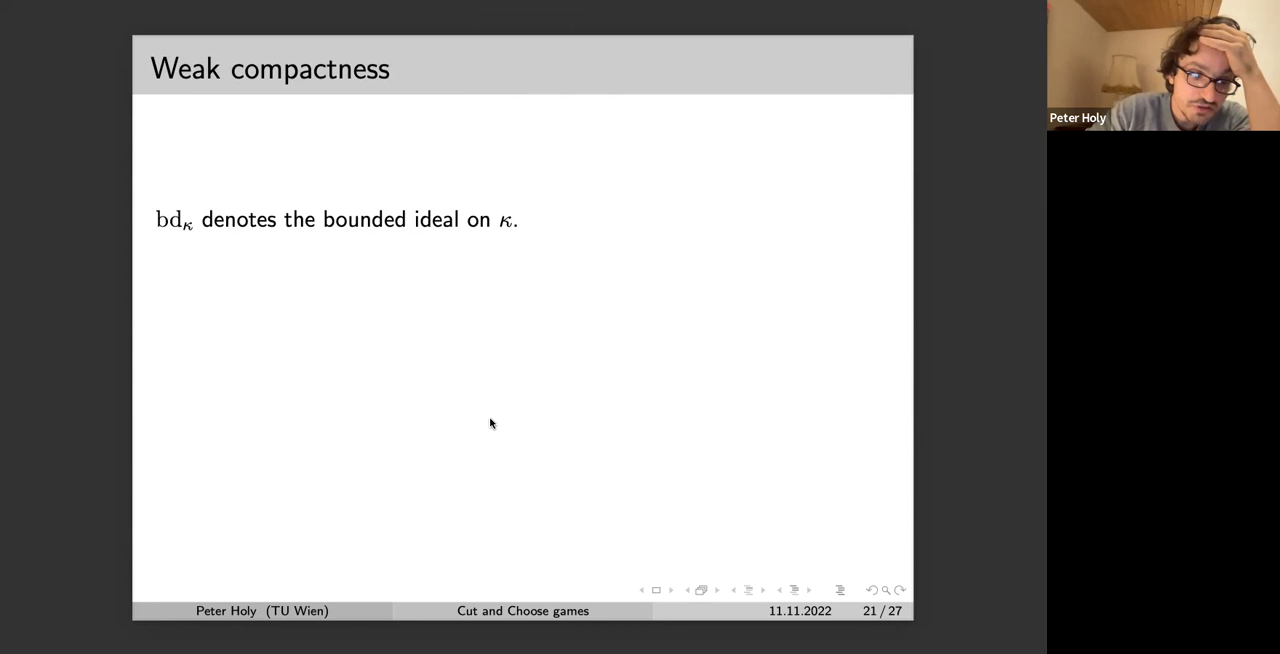 Weak compactness
bdκ denotes the bounded ideal on κ.
Peter Holy (TU Wien) Cut and Choose games 11.11.2022 21 / 27
Peter Holy